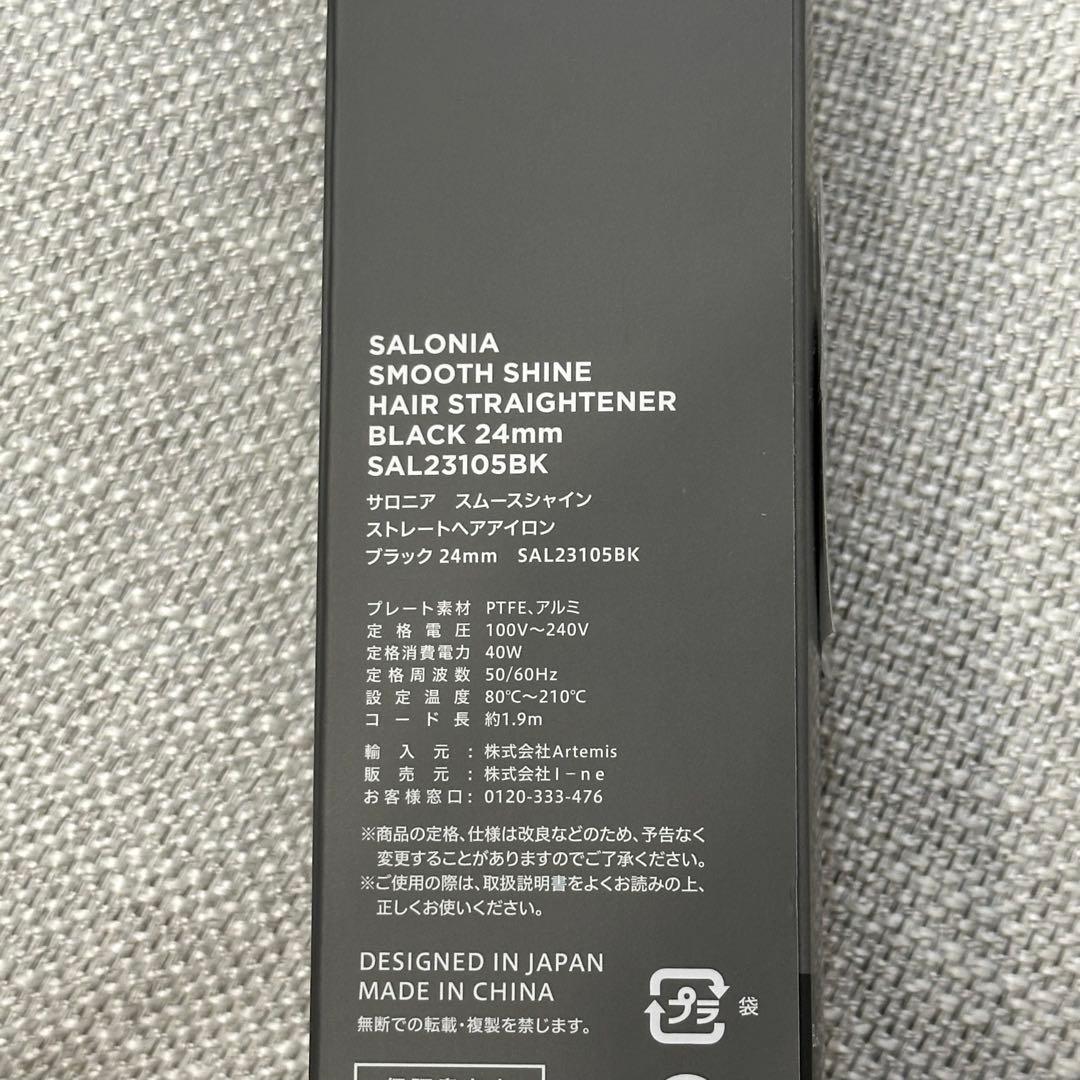 SALONIA
SMOOTH SHINE
HAIR STRAIGHTENER
BLACK 24mm
SAL23105BK
サロニア　スムースシャイン
ストレートヘアアイロン
ブラック 24mm　SAL23105BK
プレート素材　PTFE、アルミ
定格電圧　100V〜240V
定格消費電力　40W
定格周波数　50/60Hz
設定温度　80℃〜210℃
コード長　約1.9m
輸入元：株式会社Artemis
販売元：株式会社I−ne
お客様窓口：0120-333-476
※商品の定格、仕様は改良などのため、予告なく
変更することがありますのでご了承ください。
※ご使用の際は、取扱説明書をよくお読みの上、
正しくお使いください。
DESIGNED IN JAPAN
MADE IN CHINA
無断での転載・複製を禁じます。
プラ 袋